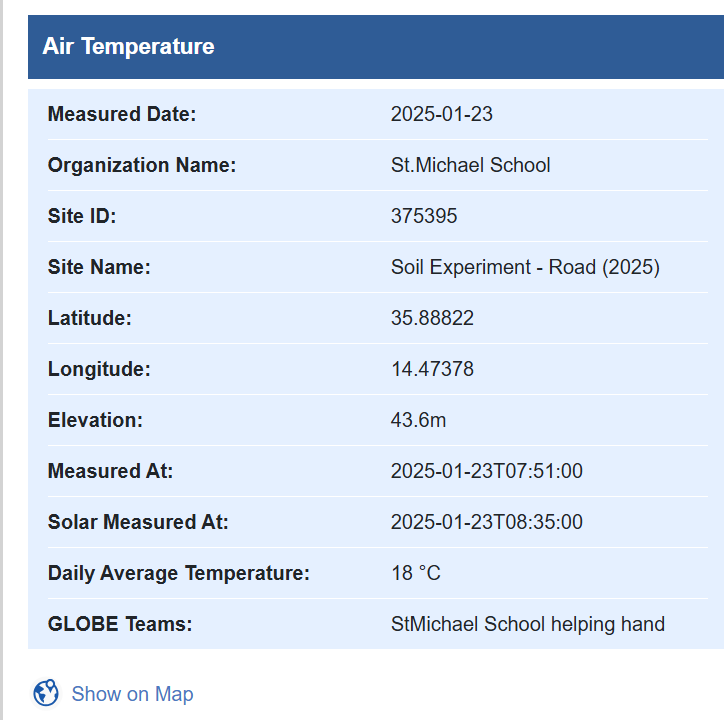 Air Temperature
Measured Date: 2025-01-23
Organization Name: St.Michael School
Site ID: 375395
Site Name: Soil Experiment - Road (2025)
Latitude: 35.88822
Longitude: 14.47378
Elevation: 43.6m
Measured At: 2025-01-23T07:51:00
Solar Measured At: 2025-01-23T08:35:00
Daily Average Temperature: 18 °C
GLOBE Teams: StMichael School helping hand
Show on Map